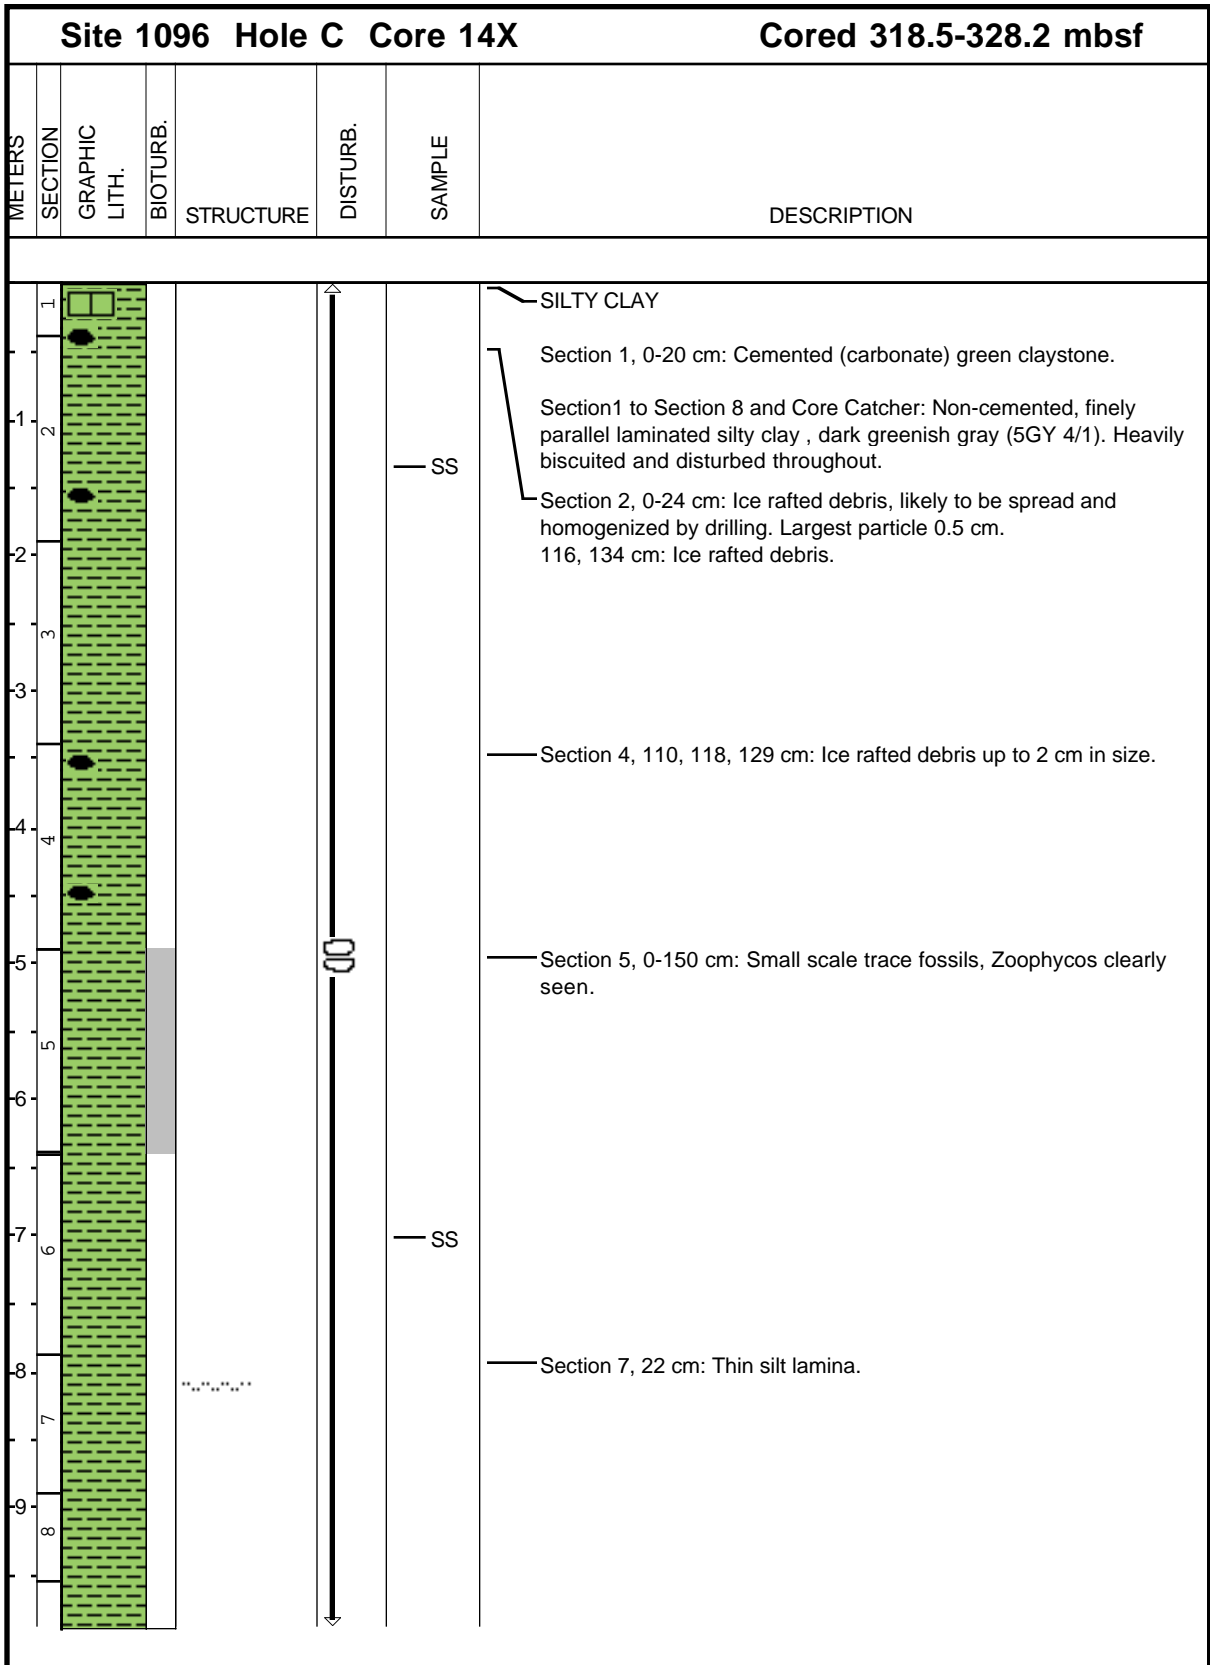 Site 1096 Hole C Core 14X Cored 318.5-328.2 mbsf
METERS
SECTION
GRAPHIC
LITH.
BIOTURB.
STRUCTURE
DISTURB.
SAMPLE
DESCRIPTION
1
SILTY CLAY
Section 1, 0-20 cm: Cemented (carbonate) green claystone.
1
2
Section1 to Section 8 and Core Catcher: Non-cemented, finely
parallel laminated silty clay , dark greenish gray (5GY 4/1). Heavily
biscuited and disturbed throughout.
SS
Section 2, 0-24 cm: Ice rafted debris, likely to be spread and
homogenized by drilling. Largest particle 0.5 cm.
116, 134 cm: Ice rafted debris.
2
3
3
Section 4, 110, 118, 129 cm: Ice rafted debris up to 2 cm in size.
4
4
5
Section 5, 0-150 cm: Small scale trace fossils, Zoophycos clearly
seen.
5
6
7
6
SS
8
Section 7, 22 cm: Thin silt lamina.
7
9
8